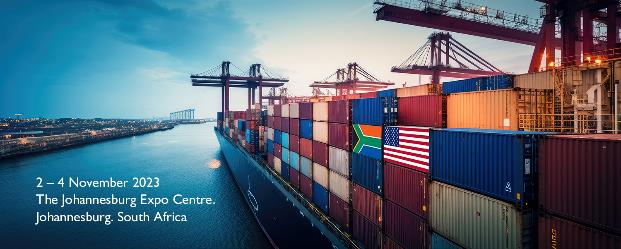 2 – 4 November 2023
The Johannesburg Expo Centre.
Johannesburg. South Africa